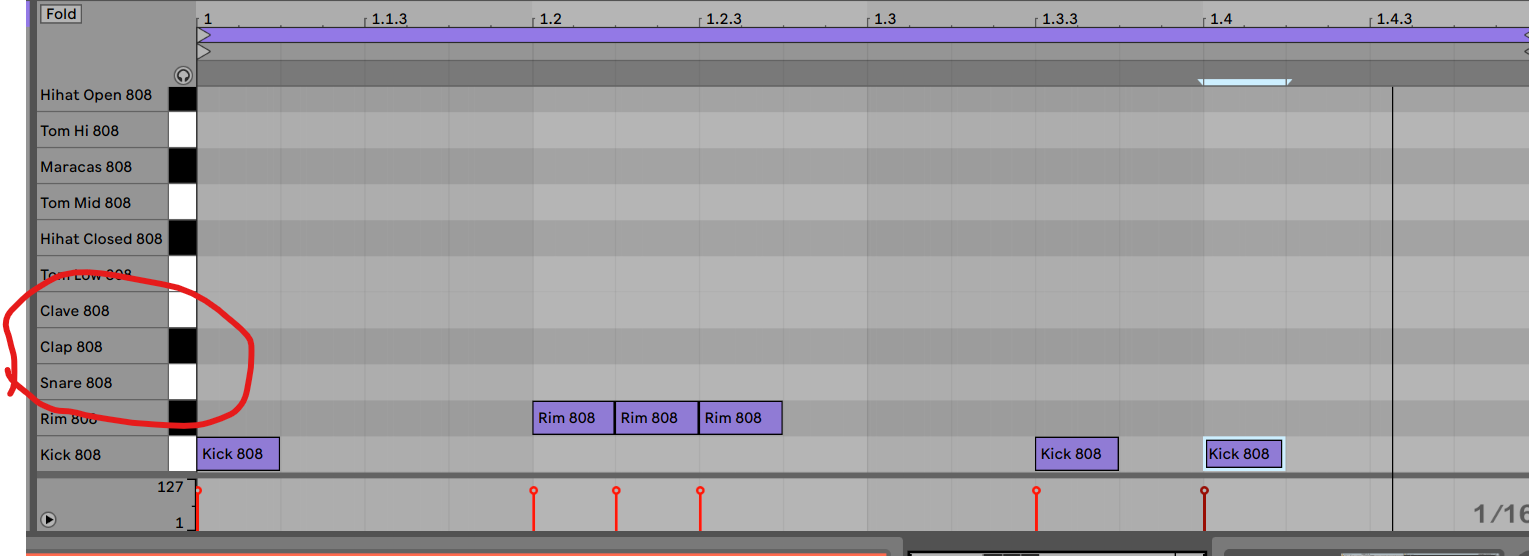 Fold
1 1.1.3 1.2 1.2.3 1.3 1.3.3 1.4 1.4.3
Hihat Open 808
Tom Hi 808
Maracas 808
Tom Mid 808
Hihat Closed 808
Tom Low 808
Clave 808
Clap 808
Snare 808
Rim 808 Rim 808 Rim 808 Rim 808
Kick 808 Kick 808 Kick 808 Kick 808
127
1
1/16